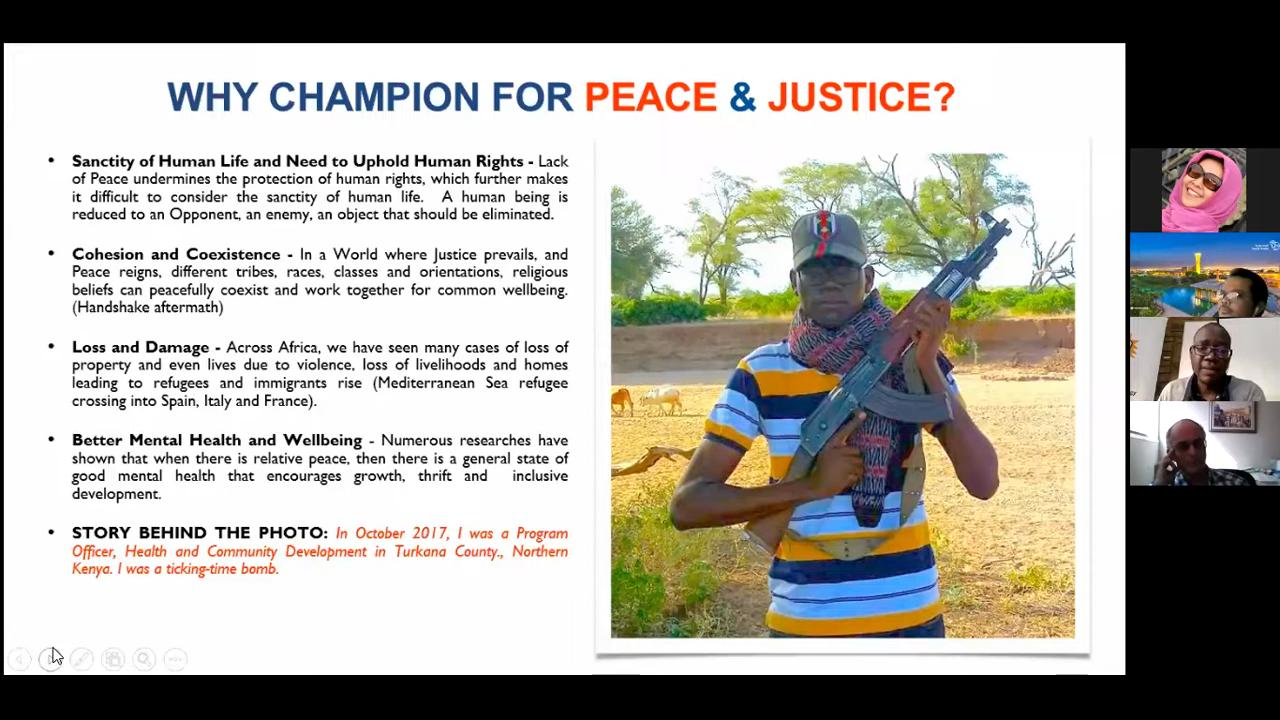 WHY CHAMPION FOR PEACE & JUSTICE?
• Sanctity of Human Life and Need to Uphold Human Rights - Lack
of Peace undermines the protection of human rights, which further makes
it difficult to consider the sanctity of human life. A human being is
reduced to an Opponent, an enemy, an object that should be eliminated.
• Cohesion and Coexistence - In a World where Justice prevails, and
Peace reigns, different tribes, races, classes and orientations, religious
beliefs can peacefully coexist and work together for common wellbeing.
(Handshake aftermath)
• Loss and Damage - Across Africa, we have seen many cases of loss of
property and even lives due to violence, loss of livelihoods and homes
leading to refugees and immigrants rise (Mediterranean Sea refugee
crossing into Spain, Italy and France).
• Better Mental Health and Wellbeing - Numerous researches have
shown that when there is relative peace, then there is a general state of
good mental health that encourages growth, thrift and inclusive
development.
• STORY BEHIND THE PHOTO: In October 2017, I was a Program
Officer, Health and Community Development in Turkana County., Northern
Kenya. I was a ticking-time bomb.